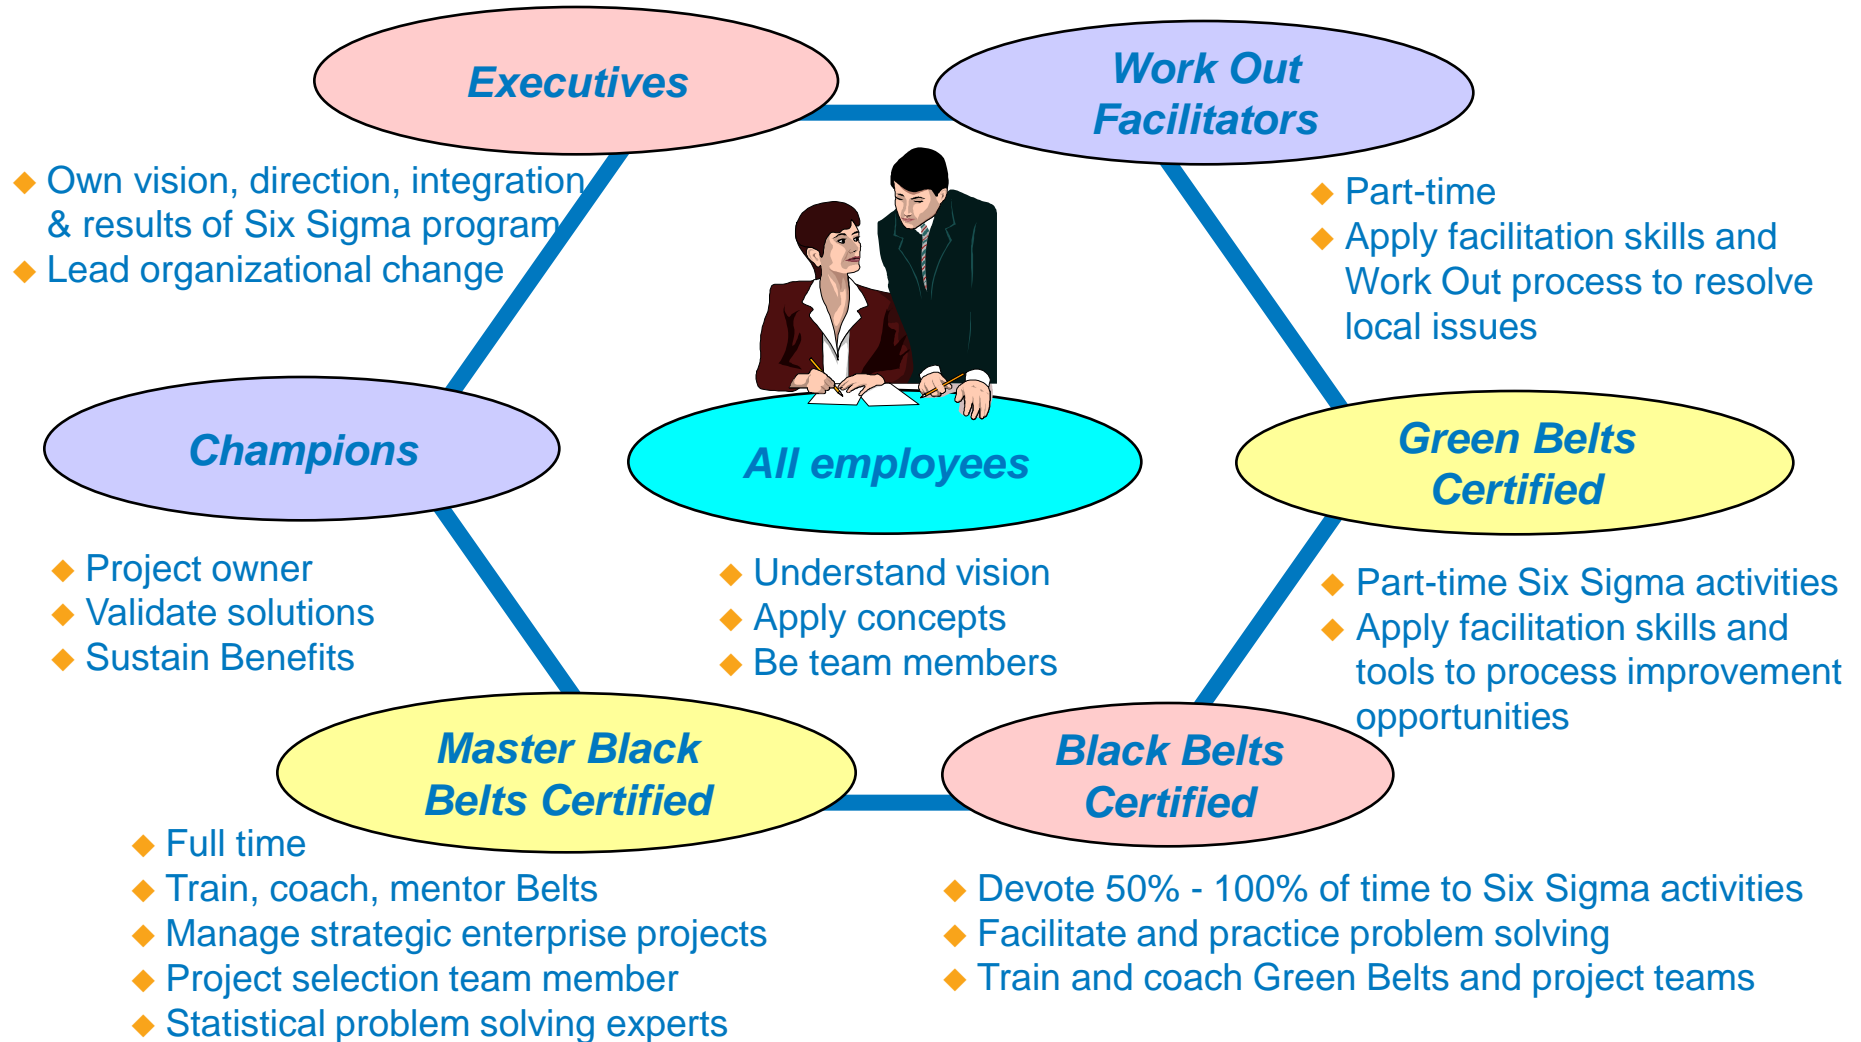 Executives
Work Out
Facilitators
Own vision, direction, integration
& results of Six Sigma program
Lead organizational change
Part-time
Apply facilitation skills and
Work Out process to resolve
local issues
Champions
All employees
Green Belts
Certified
Project owner
Validate solutions
Sustain Benefits
Understand vision
Apply concepts
Be team members
Part-time Six Sigma activities
Apply facilitation skills and
tools to process improvement
opportunities
Master Black
Belts Certified
Black Belts
Certified
Full time
Train, coach, mentor Belts
Manage strategic enterprise projects
Project selection team member
Statistical problem solving experts
Devote 50% - 100% of time to Six Sigma activities
Facilitate and practice problem solving
Train and coach Green Belts and project teams